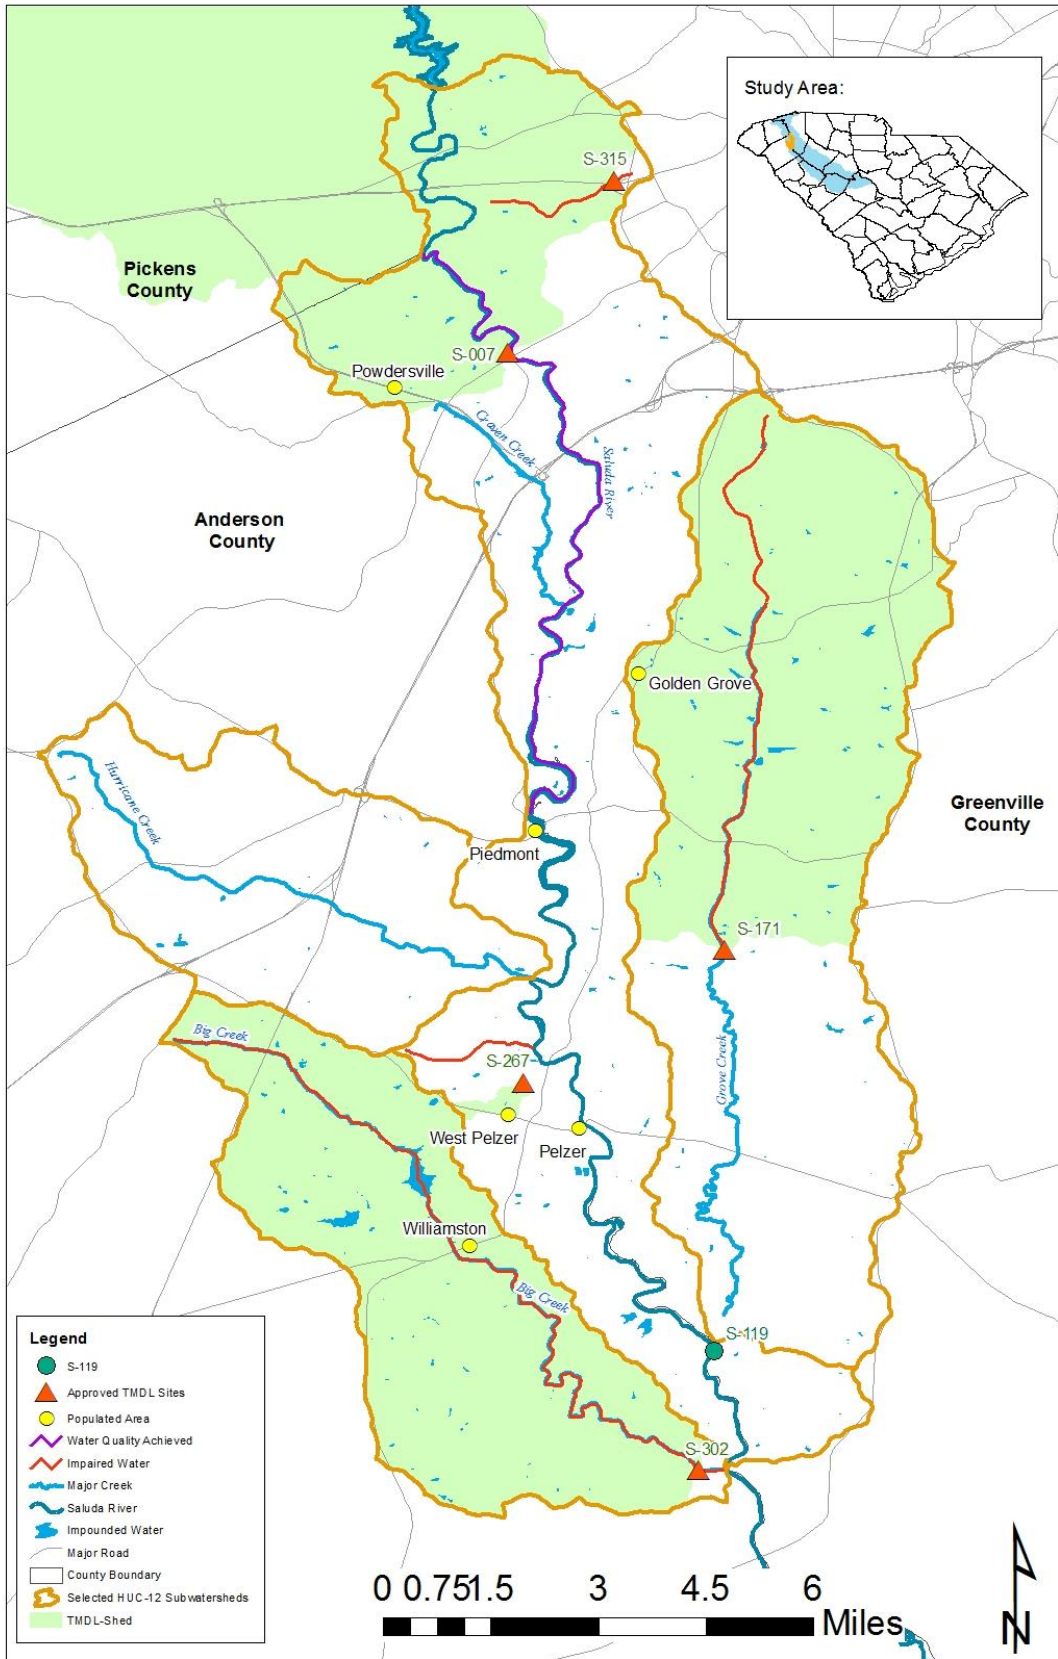 Study Area:
S-315
Pickens
County
S-007
Powdersville
Craven Creek
Saluda River
Anderson
County
Golden Grove
Hurricane Creek
Greenville
County
Piedmont
S-171
Big Creek
S-267
Grove Creek
West Pelzer
Pelzer
Williamston
Big Creek
S-119
S-302
Legend
S-119
Approved TMDL Sites
Populated Area
Water Quality Achieved
Impaired Water
Major Creek
Saluda River
Impounded Water
Major Road
County Boundary
Selected HUC-12 Subwatersheds
TMDL-Shed
0 0.75 1.5 3 4.5 6
Miles
N